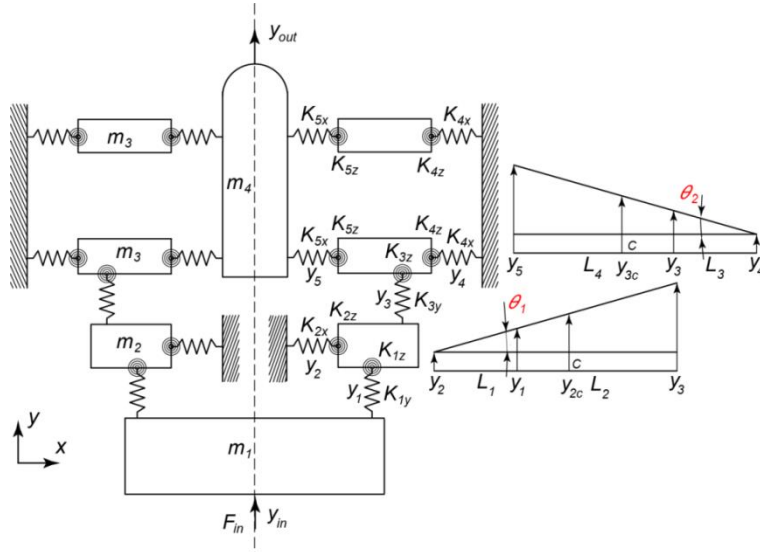 y_out
K_5x
K_4x
m_3
K_5z
K_4z
m_4
θ_2
K_5z
K_4z
K_5x
K_4x
m_3
K_3z
y_5
y_4
C
y_5
L_4
y_3c
y_3
L_3
y_3
K_3y
θ_1
K_2z
m_2
K_2x
K_1z
y_2
C
y_1
K_1y
y_2
L_1
y_1
y_2c
L_2
y_3
y
x
m_1
F_in
y_in